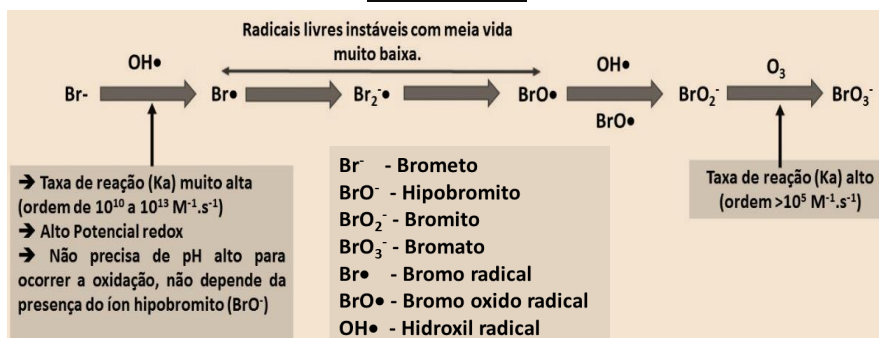 Radicais livres instáveis com meia vida
muito baixa.
OH●
OH●
O₃
Br-
Br●
Br₂⁻●
BrO●
BrO₂⁻
BrO₃⁻
BrO●
➔ Taxa de reação (Ka) muito alta
(ordem de 10¹⁰ a 10¹³ M⁻¹.s⁻¹)
➔ Alto Potencial redox
➔ Não precisa de pH alto para
ocorrer a oxidação, não depende da
presença do íon hipobromito (BrO⁻)
Br⁻ - Brometo
BrO⁻ - Hipobromito
BrO₂⁻ - Bromito
BrO₃⁻ - Bromato
Br● - Bromo radical
BrO● - Bromo oxido radical
OH● - Hidroxil radical
Taxa de reação (Ka) alto
(ordem >10⁵ M⁻¹.s⁻¹)